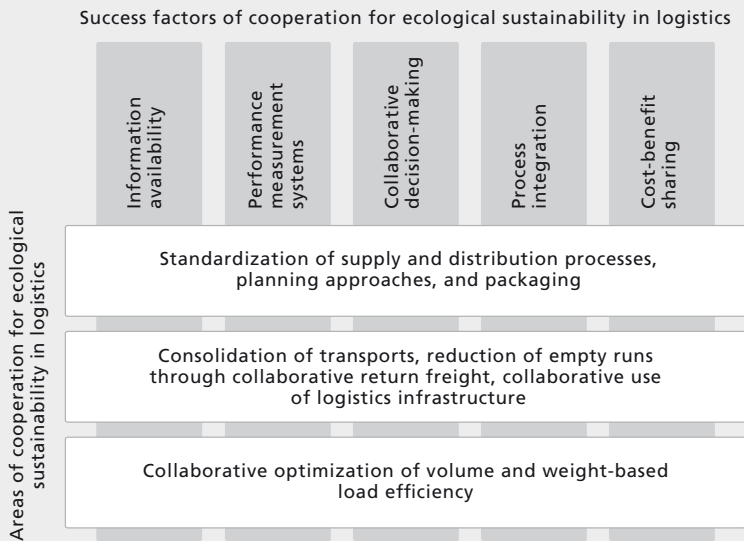 Success factors of cooperation for ecological sustainability in logistics
Information
availability
Performance
measurement
systems
Collaborative
decision-making
Process
integration
Cost-benefit
sharing
Areas of cooperation for ecological
sustainability in logistics
Standardization of supply and distribution processes,
planning approaches, and packaging
Consolidation of transports, reduction of empty runs
through collaborative return freight, collaborative use
of logistics infrastructure
Collaborative optimization of volume and weight-based
load efficiency